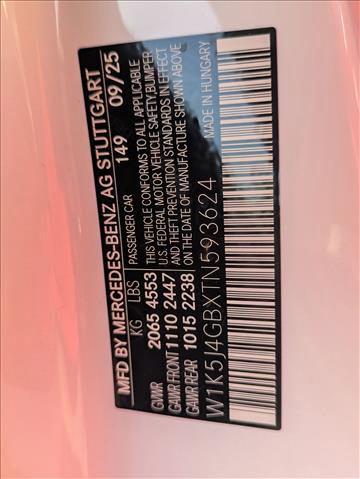 MFD BY MERCEDES-BENZ AG STUTTGART
149 09/25
KG LBS PASSENGER CAR
GVWR 2065 4553
GAWR FRONT 1110 2447
GAWR REAR 1015 2238
THIS VEHICLE CONFORMS TO ALL APPLICABLE
U.S. FEDERAL MOTOR VEHICLE SAFETY,BUMPER
AND THEFT PREVENTION STANDARDS IN EFFECT
ON THE DATE OF MANUFACTURE SHOWN ABOVE
MADE IN HUNGARY
W1K5J4GBXTN593624